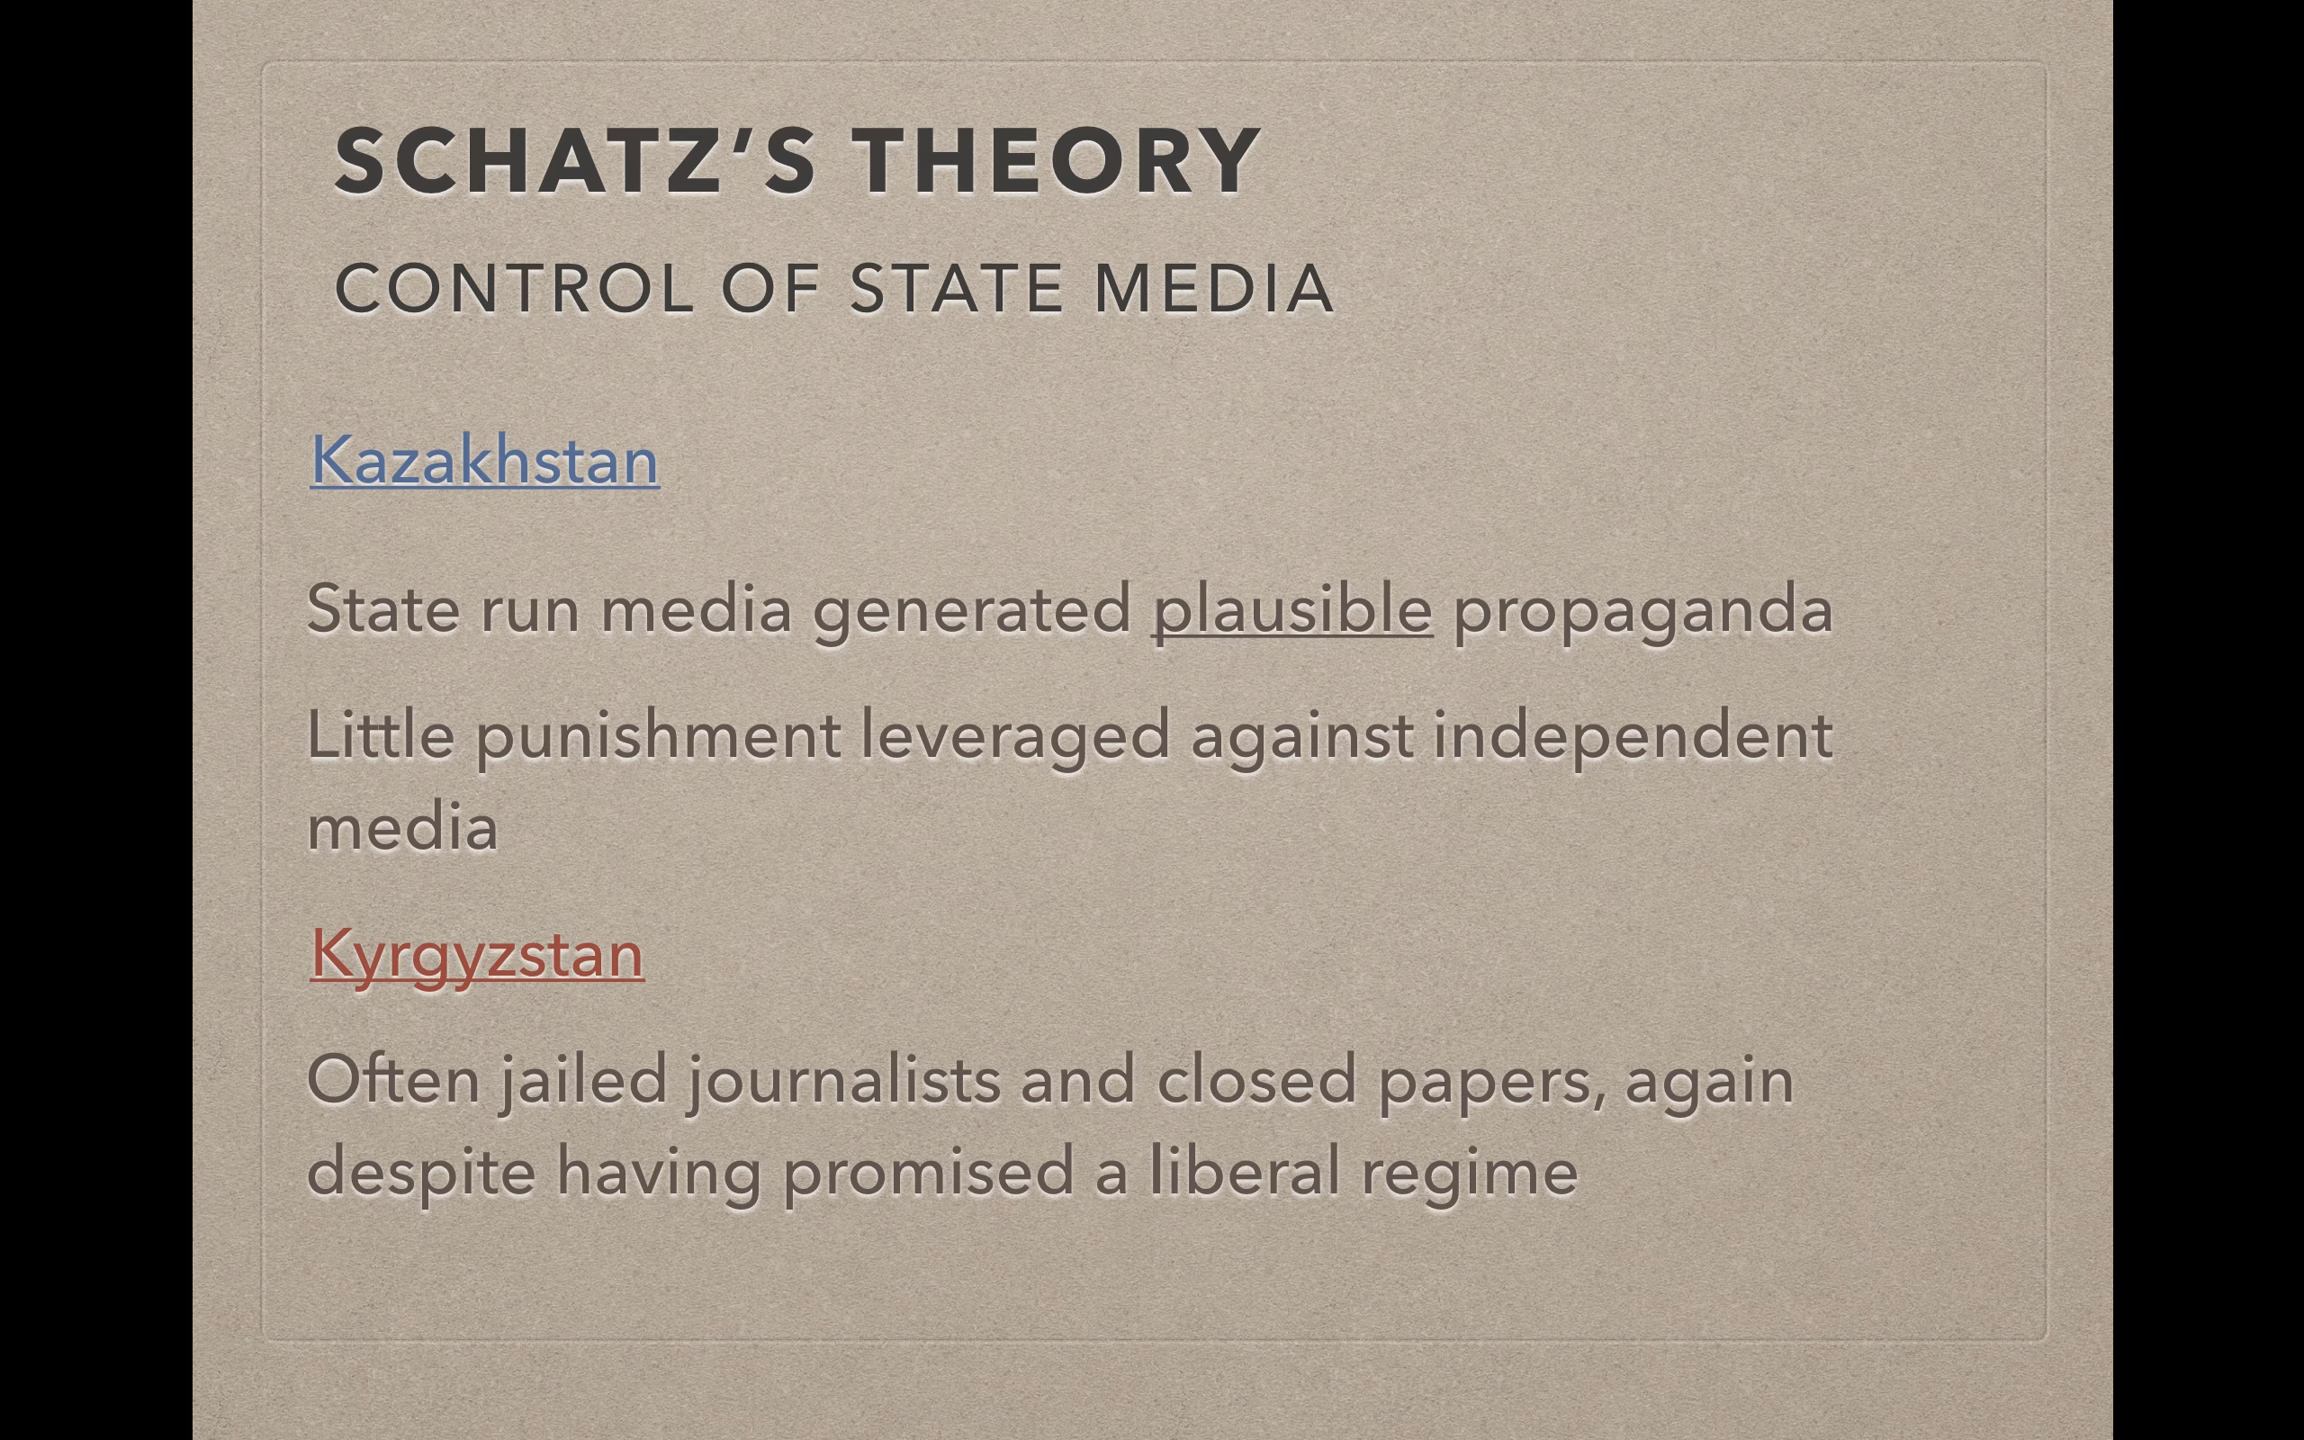 SCHATZ’S THEORY
CONTROL OF STATE MEDIA
Kazakhstan
State run media generated plausible propaganda
Little punishment leveraged against independent
media
Kyrgyzstan
Often jailed journalists and closed papers, again
despite having promised a liberal regime